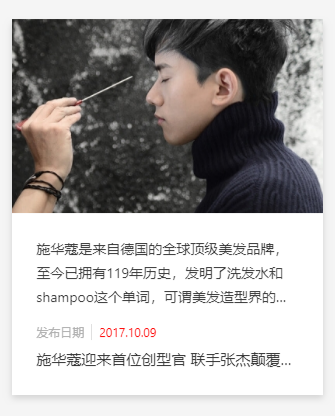 施华蔻是来自德国的全球顶级美发品牌，
至今已拥有119年历史，发明了洗发水和
shampoo这个单词，可谓美发造型界的...
发布日期 2017.10.09
施华蔻迎来首位创型官 联手张杰颠覆...